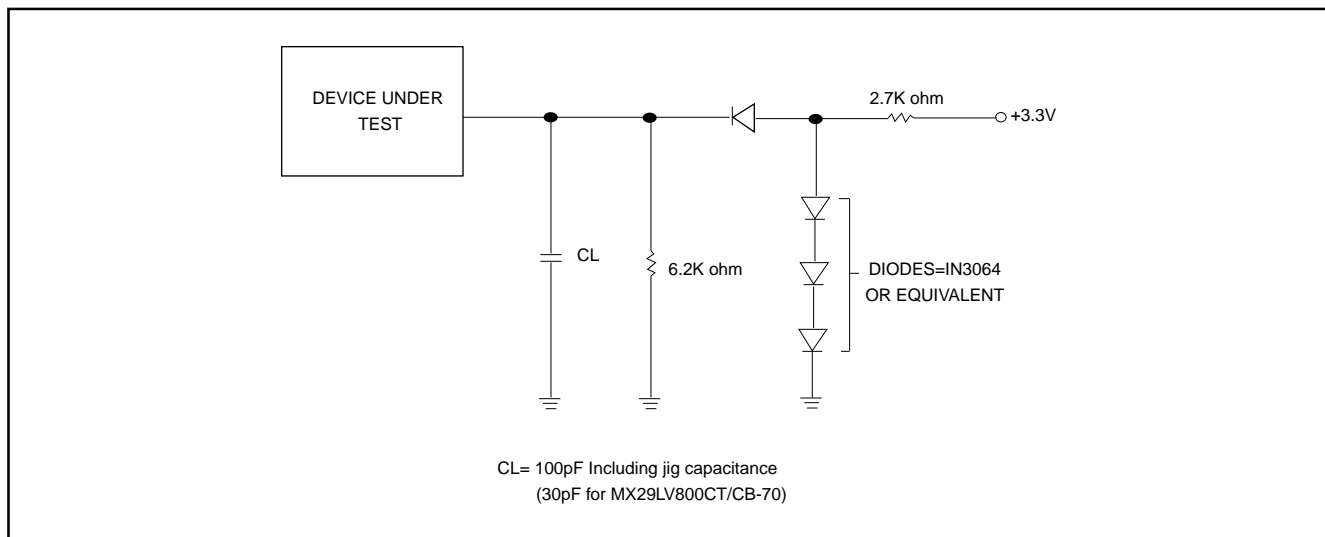 DEVICE UNDER
TEST
2.7K ohm
+3.3V
CL
6.2K ohm
DIODES=IN3064
OR EQUIVALENT
CL= 100pF Including jig capacitance
(30pF for MX29LV800CT/CB-70)